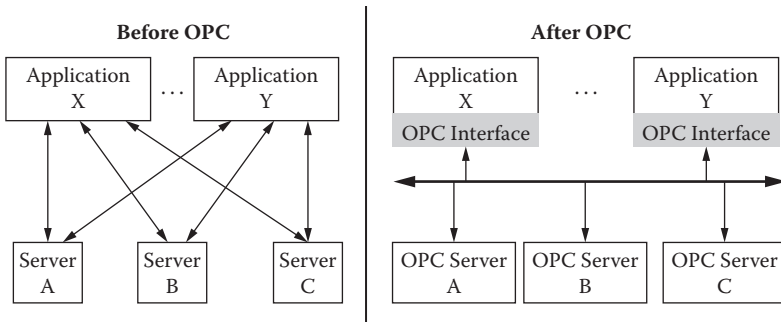 Before OPC
Application
X
...
Application
Y
Server
A
Server
B
Server
C
After OPC
Application
X
OPC Interface
...
Application
Y
OPC Interface
OPC Server
A
OPC Server
B
OPC Server
C